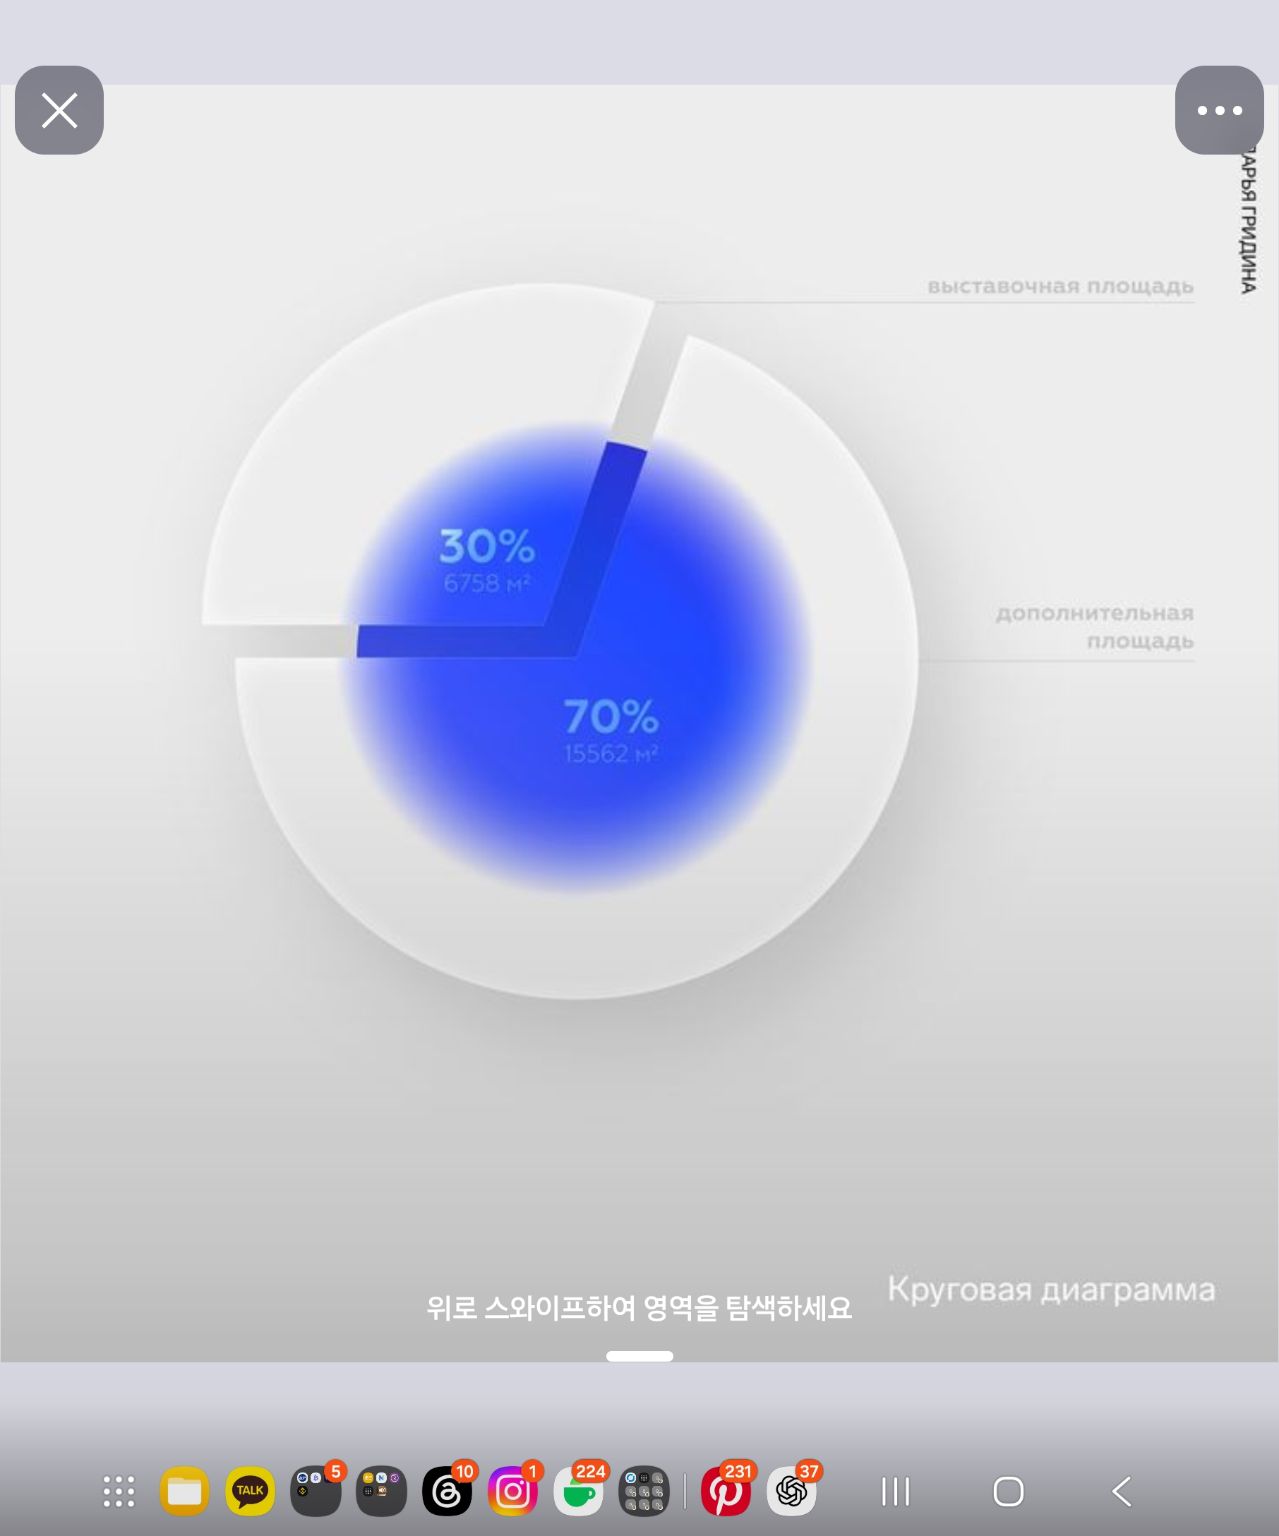 ДАРЬЯ ГРИДИНА
выставочная площадь
30%
6758 м²
дополнительная
площадь
70%
15562 м²
Круговая диаграмма
위로 스와이프하여 영역을 탐색하세요
TALK
5
10
1
224
231
37